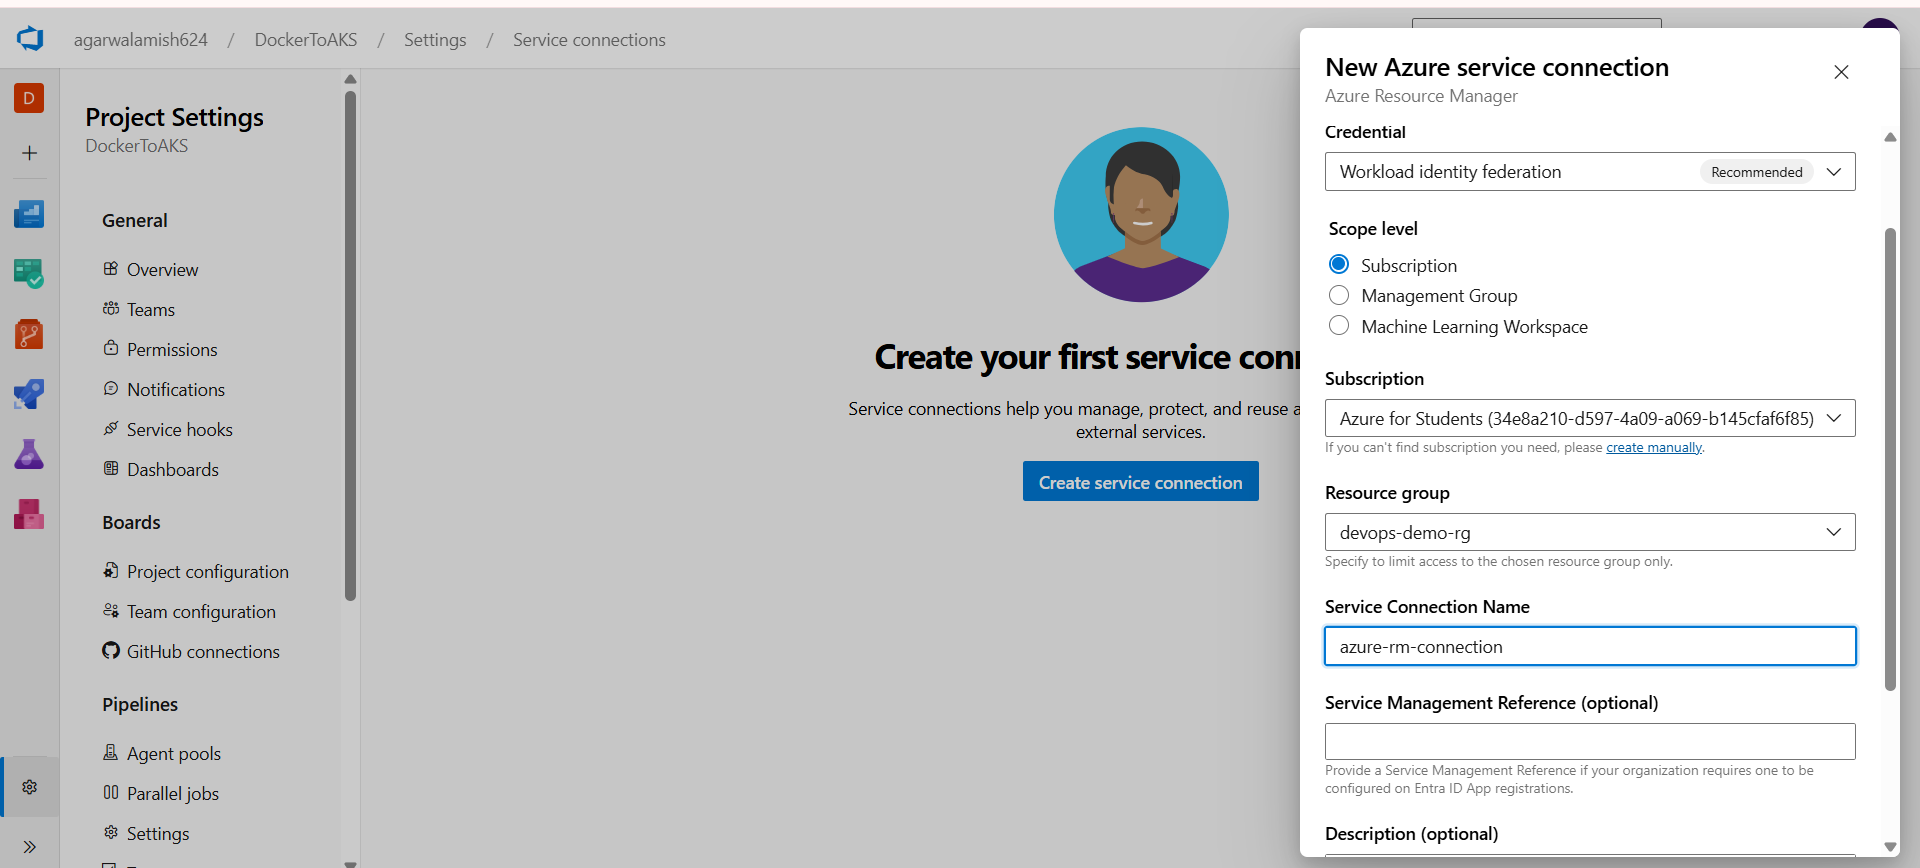 agarwalamish624 / DockerToAKS / Settings / Service connections
D
Project Settings
DockerToAKS
General
Overview
Teams
Permissions
Notifications
Service hooks
Dashboards
Boards
Project configuration
Team configuration
GitHub connections
Pipelines
Agent pools
Parallel jobs
Settings
Create your first service conn
Service connections help you manage, protect, and reuse a
external services.
Create service connection
New Azure service connection
Azure Resource Manager
Credential
Workload identity federation Recommended
Scope level
Subscription
Management Group
Machine Learning Workspace
Subscription
Azure for Students (34e8a210-d597-4a09-a069-b145cfaf6f85)
If you can't find subscription you need, please create manually.
Resource group
devops-demo-rg
Specify to limit access to the chosen resource group only.
Service Connection Name
azure-rm-connection
Service Management Reference (optional)
Provide a Service Management Reference if your organization requires one to be
configured on Entra ID App registrations.
Description (optional)